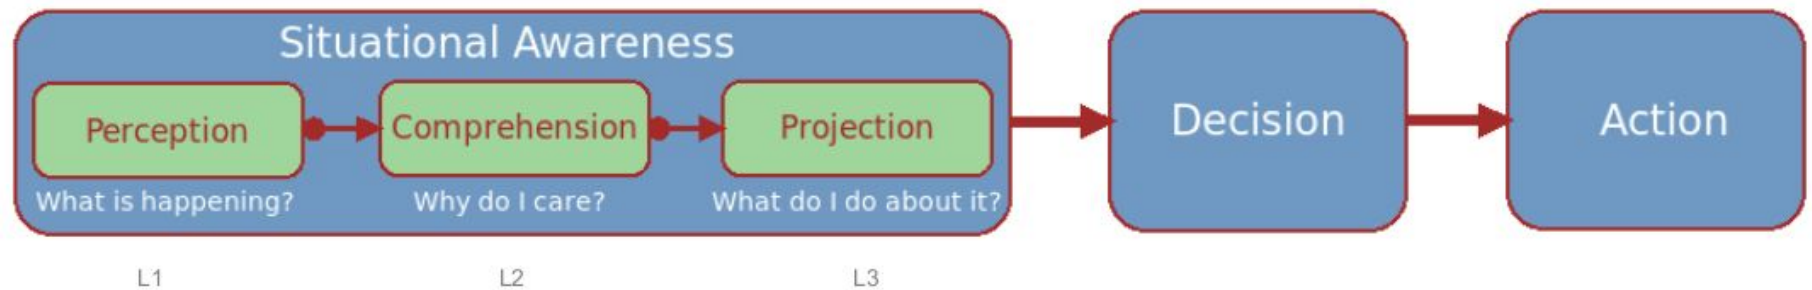 Situational Awareness
Perception
Comprehension
Projection
What is happening?
Why do I care?
What do I do about it?
Decision
Action
L1
L2
L3